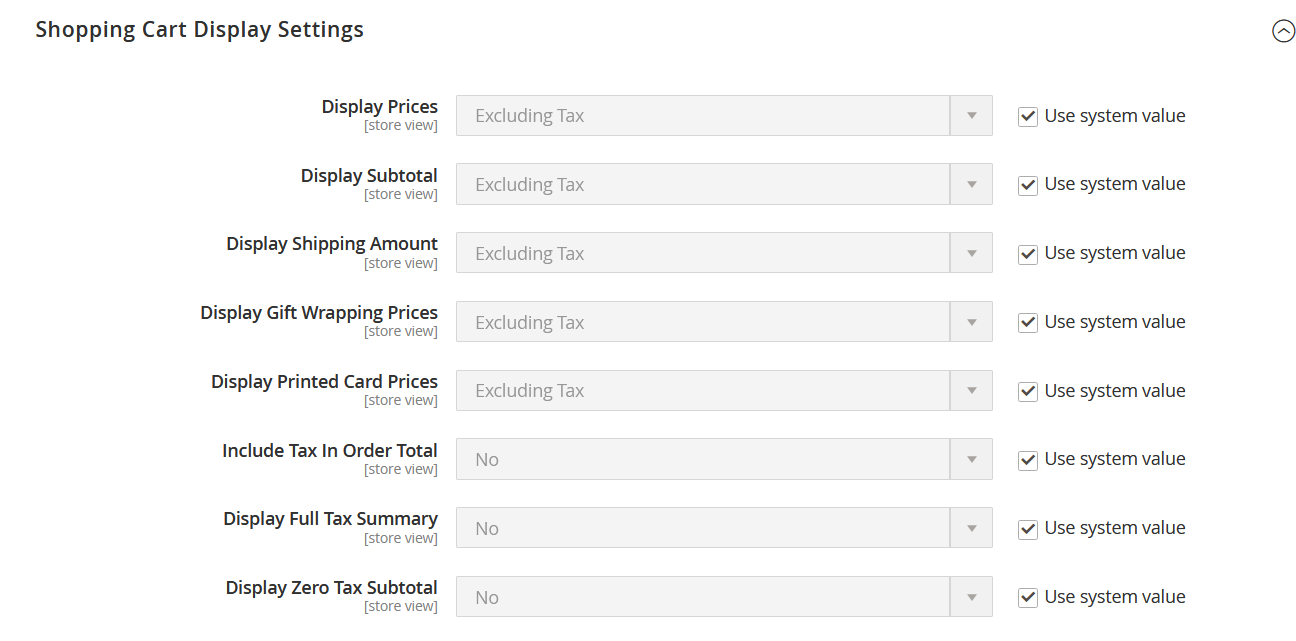 Shopping Cart Display Settings
Display Prices
[store view]
Excluding Tax
Use system value
Display Subtotal
[store view]
Excluding Tax
Use system value
Display Shipping Amount
[store view]
Excluding Tax
Use system value
Display Gift Wrapping Prices
[store view]
Excluding Tax
Use system value
Display Printed Card Prices
[store view]
Excluding Tax
Use system value
Include Tax In Order Total
[store view]
No
Use system value
Display Full Tax Summary
[store view]
No
Use system value
Display Zero Tax Subtotal
[store view]
No
Use system value